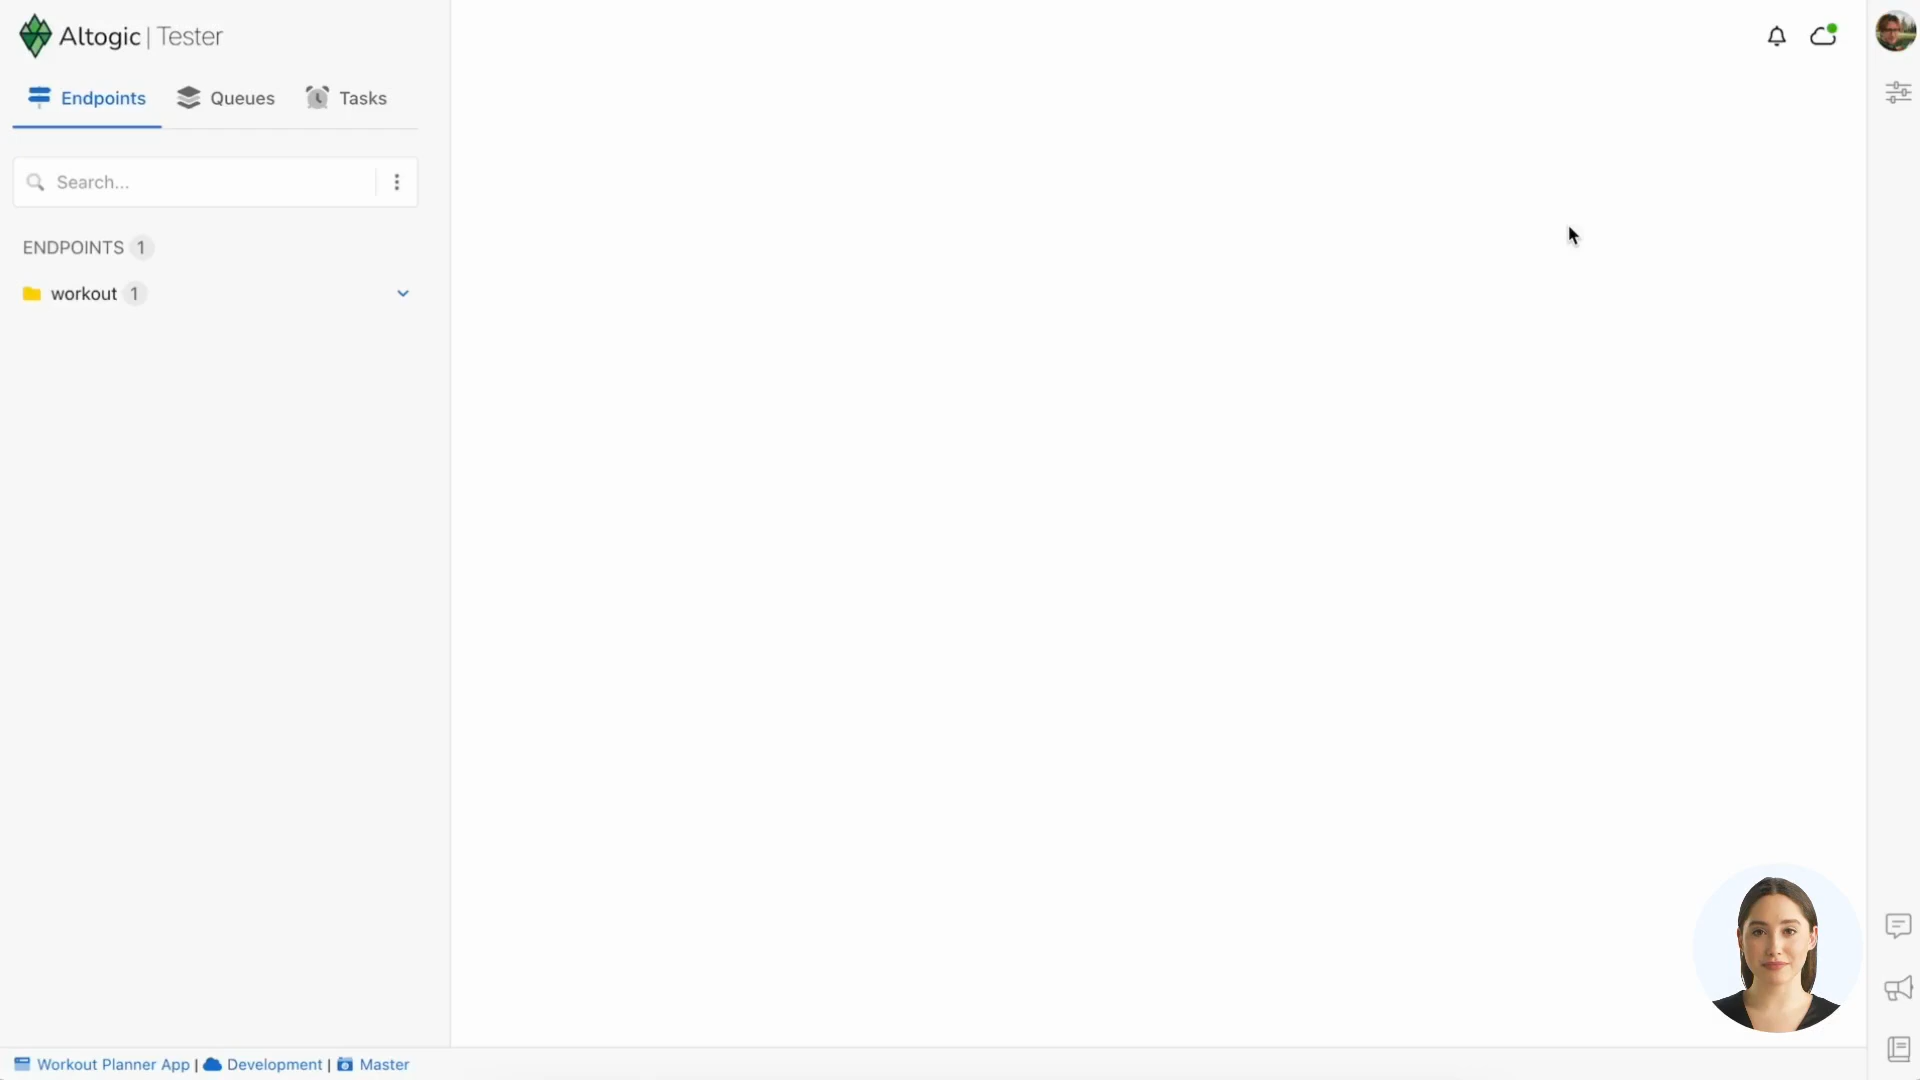 Altogic | Tester
Endpoints Queues Tasks
Search...
ENDPOINTS 1
workout 1
Workout Planner App | Development | Master